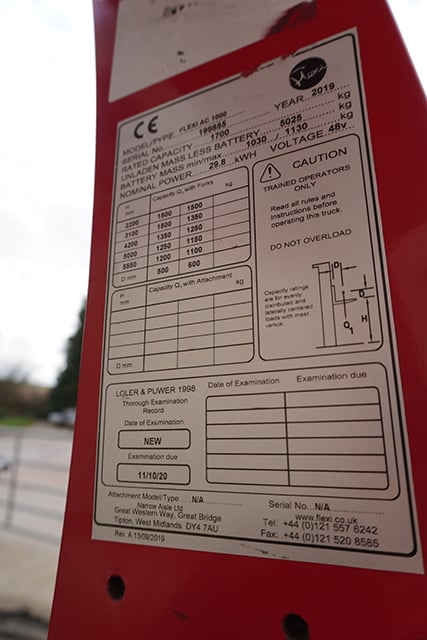 CE
Flexi
MODEL/TYPE FLEXI AC 1000 YEAR 2019
SERIAL No. 199855
RATED CAPACITY 1700 kg
UNLADEN MASS LESS BATTERY 5025 kg
BATTERY MASS min/max 1030 / 1130 kg
NOMINAL POWER 29.8 kWH VOLTAGE 48v
H mm Capacity Q, with Forks kg
2200 1500 1500
3100 1500 1350
4200 1350 1250
5000 1250 1150
5550 1200 1100
D mm 500 600
CAUTION
TRAINED OPERATORS
ONLY
Read all rules and
instructions before
operating this truck.
DO NOT OVERLOAD
Capacity ratings
are for evenly
distributed and
laterally centered
loads with mast
vertical.
D
D
Q1
H
H mm Capacity Q, with Attachment kg
D mm
LOLER & PUWER 1998
Thorough Examination
Record
Date of Examination
NEW
Examination due
11/10/20
Date of Examination Examination due
Attachment Model/Type N/A Serial No. N/A
Narrow Aisle Ltd
Great Western Way, Great Bridge
Tipton, West Midlands DY4 7AU
www.flexi.co.uk
Tel: +44 (0)121 557 6242
Fax: +44 (0)121 520 8585
Rev. A 13/09/2019